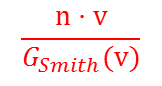 n · v
G_Smith(v)